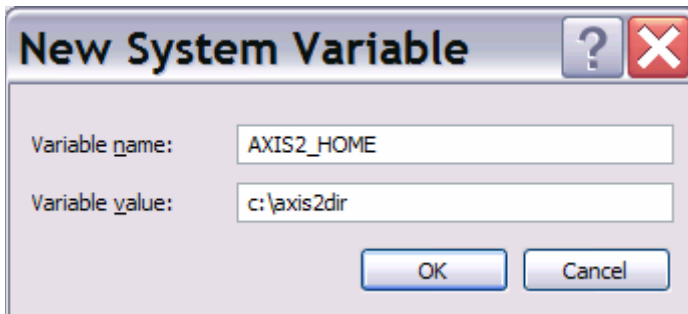 New System Variable ?
Variable name: AXIS2_HOME
Variable value: c:\axis2dir
OK Cancel